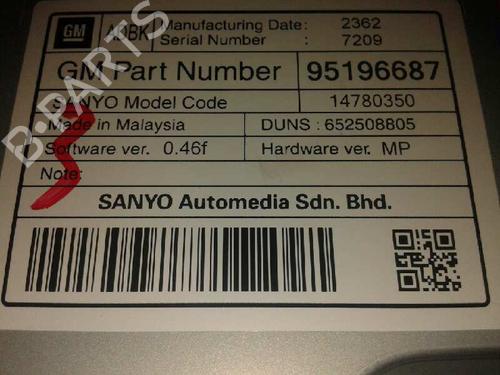 GM AOBK Manufacturing Date: 2362
Serial Number : 7209
GM Part Number 95196687
SANYO Model Code 14780350
Made in Malaysia DUNS : 652508805
Software ver. 0.46f Hardware ver. MP
Note:
SANYO Automedia Sdn. Bhd.
B-PARTS